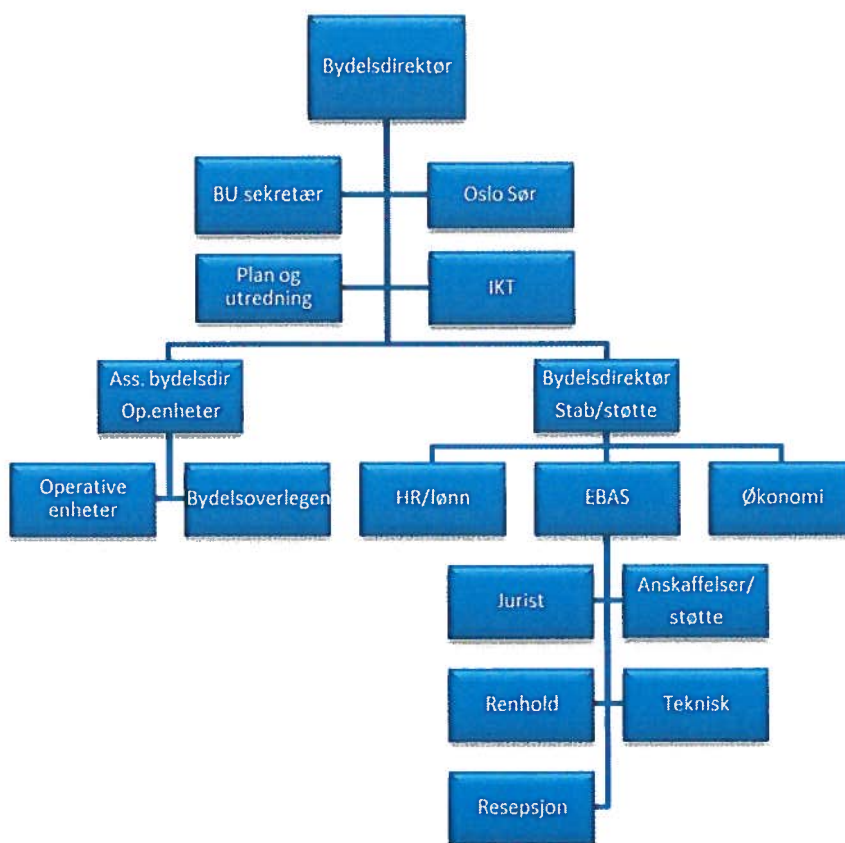 Bydelsdirektør
BU sekretær
Oslo Sør
Plan og
utredning
IKT
Ass. bydelsdir
Op.enheter
Bydelsdirektør
Stab/støtte
Operative
enheter
Bydelsoverlegen
HR/lønn
EBAS
Økonomi
Jurist
Anskaffelser/
støtte
Renhold
Teknisk
Resepsjon